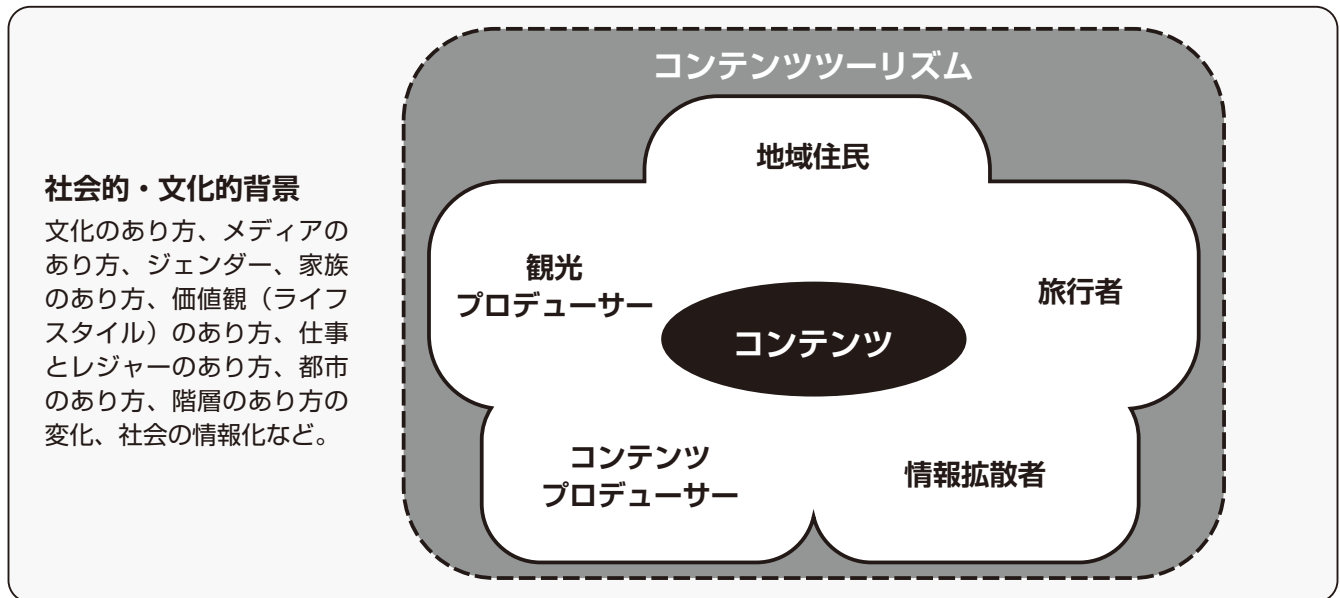 コンテンツツーリズム
社会的・文化的背景
文化のあり方、メディアの
あり方、ジェンダー、家族
のあり方、価値観（ライフ
スタイル）のあり方、仕事
とレジャーのあり方、都市
のあり方、階層のあり方の
変化、社会の情報化など。
地域住民
観光
プロデューサー
旅行者
コンテンツ
コンテンツ
プロデューサー
情報拡散者